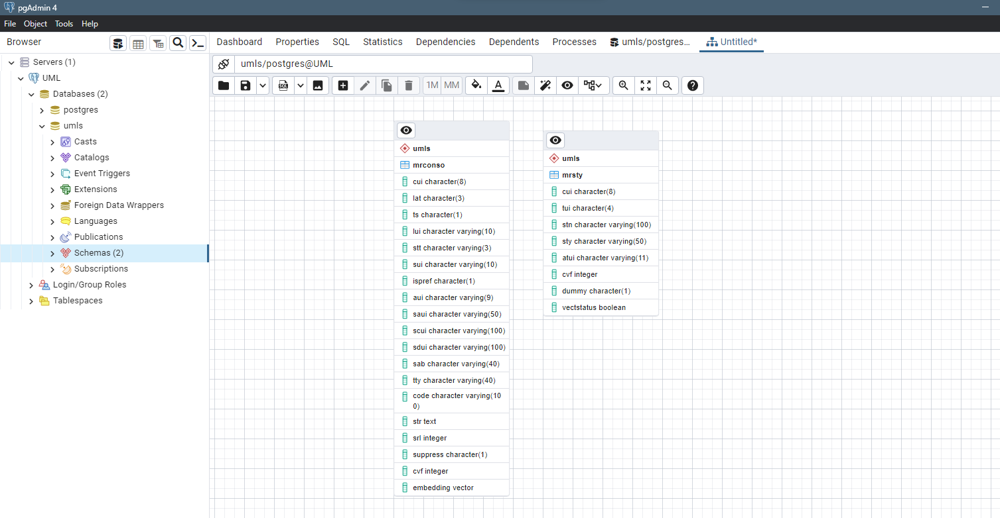 pgAdmin 4
File Object Tools Help
Browser
Dashboard Properties SQL Statistics Dependencies Dependents Processes umls/postgres... Untitled*
umls/postgres@UML
SQL 1M MM A
Servers (1)
UML
Databases (2)
postgres
umls
Casts
Catalogs
Event Triggers
Extensions
Foreign Data Wrappers
Languages
Publications
Schemas (2)
Subscriptions
Login/Group Roles
Tablespaces
umls
mrconso
cui character(8)
lat character(3)
ts character(1)
lui character varying(10)
stt character varying(3)
sui character varying(10)
ispref character(1)
aui character varying(9)
saui character varying(50)
scui character varying(100)
sdui character varying(100)
sab character varying(40)
tty character varying(40)
code character varying(10
0)
str text
srl integer
suppress character(1)
cvf integer
embedding vector
umls
mrsty
cui character(8)
tui character(4)
stn character varying(100)
sty character varying(50)
atui character varying(11)
cvf integer
dummy character(1)
vectstatus boolean